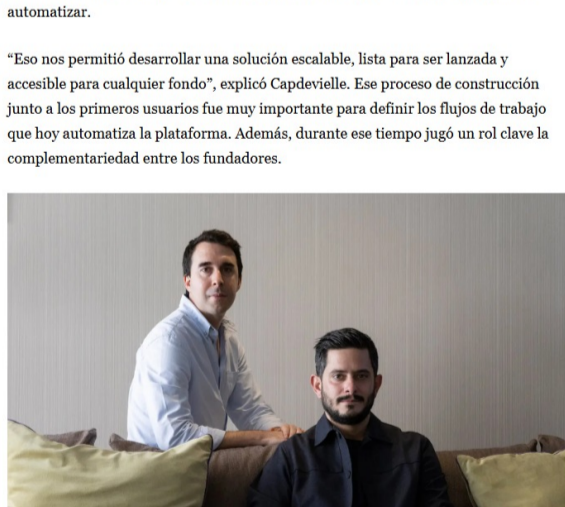 automatizar.
“Eso nos permitió desarrollar una solución escalable, lista para ser lanzada y
accesible para cualquier fondo”, explicó Capdevielle. Ese proceso de construcción
junto a los primeros usuarios fue muy importante para definir los flujos de trabajo
que hoy automatiza la plataforma. Además, durante ese tiempo jugó un rol clave la
complementariedad entre los fundadores.